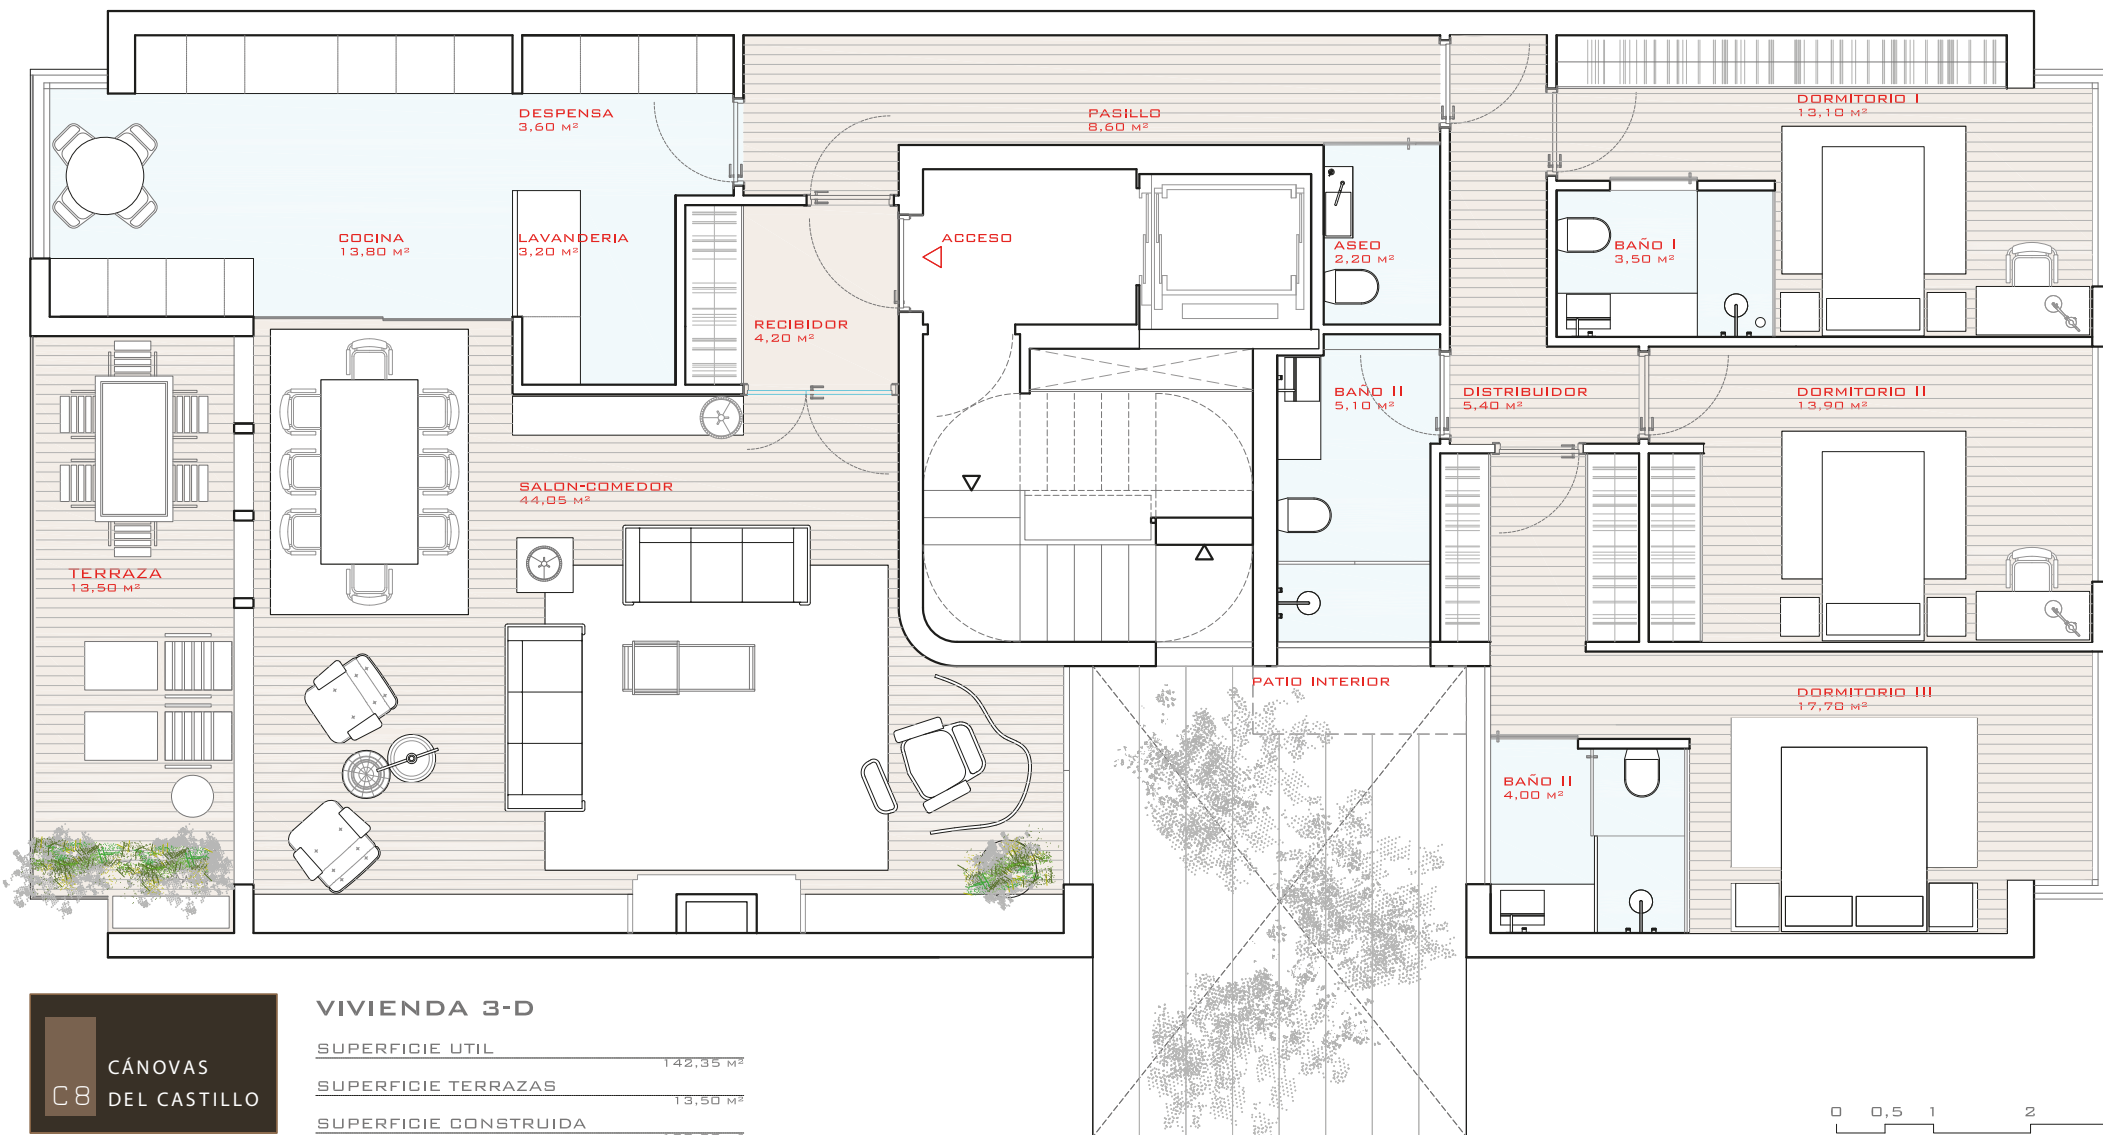 DESPENSA
3,60 M²
PASILLO
8,60 M²
DORMITORIO I
13,10 M²
COCINA
13,80 M²
LAVANDERIA
3,20 M²
ACCESO
ASEO
2,20 M²
BAÑO I
3,50 M²
RECIBIDOR
4,20 M²
BAÑO II
5,10 M²
DISTRIBUIDOR
5,40 M²
DORMITORIO II
13,90 M²
SALON-COMEDOR
44,05 M²
TERRAZA
13,50 M²
PATIO INTERIOR
DORMITORIO III
17,70 M²
BAÑO II
4,00 M²
C8
CÁNOVAS
DEL CASTILLO
VIVIENDA 3-D
SUPERFICIE UTIL
142,35 M²
SUPERFICIE TERRAZAS
13,50 M²
SUPERFICIE CONSTRUIDA
0 0,5 1 2